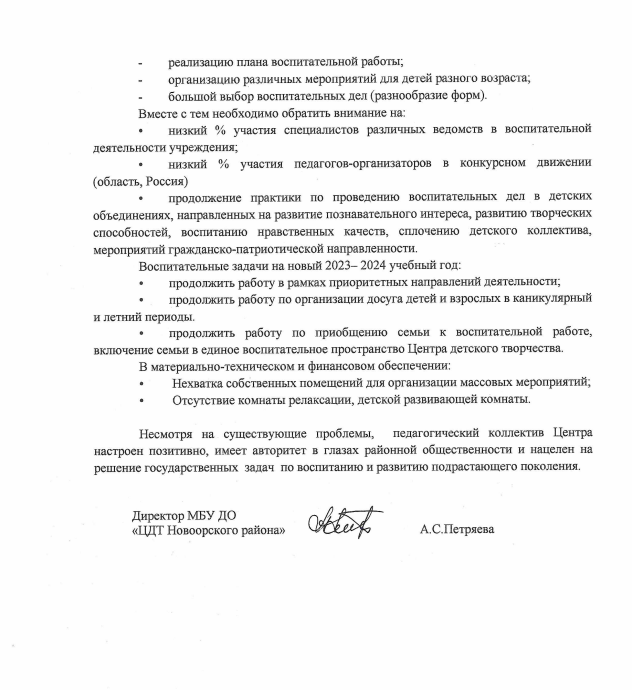 - реализацию плана воспитательной работы;
- организацию различных мероприятий для детей разного возраста;
- большой выбор воспитательных дел (разнообразие форм).
Вместе с тем необходимо обратить внимание на:
• низкий % участия специалистов различных ведомств в воспитательной
деятельности учреждения;
• низкий % участия педагогов-организаторов в конкурсном движении
(область, Россия)
• продолжение практики по проведению воспитательных дел в детских
объединениях, направленных на развитие познавательного интереса, развитию творческих
способностей, воспитанию нравственных качеств, сплочению детского коллектива,
мероприятий гражданско-патриотической направленности.
Воспитательные задачи на новый 2023– 2024 учебный год:
• продолжить работу в рамках приоритетных направлений деятельности;
• продолжить работу по организации досуга детей и взрослых в каникулярный
и летний периоды.
• продолжить работу по приобщению семьи к воспитательной работе,
включение семьи в единое воспитательное пространство Центра детского творчества.
В материально-техническом и финансовом обеспечении:
• Нехватка собственных помещений для организации массовых мероприятий;
• Отсутствие комнаты релаксации, детской развивающей комнаты.
Несмотря на существующие проблемы, педагогический коллектив Центра
настроен позитивно, имеет авторитет в глазах районной общественности и нацелен на
решение государственных задач по воспитанию и развитию подрастающего поколения.
Директор МБУ ДО
«ЦДТ Новоорского района» А.С.Петряева